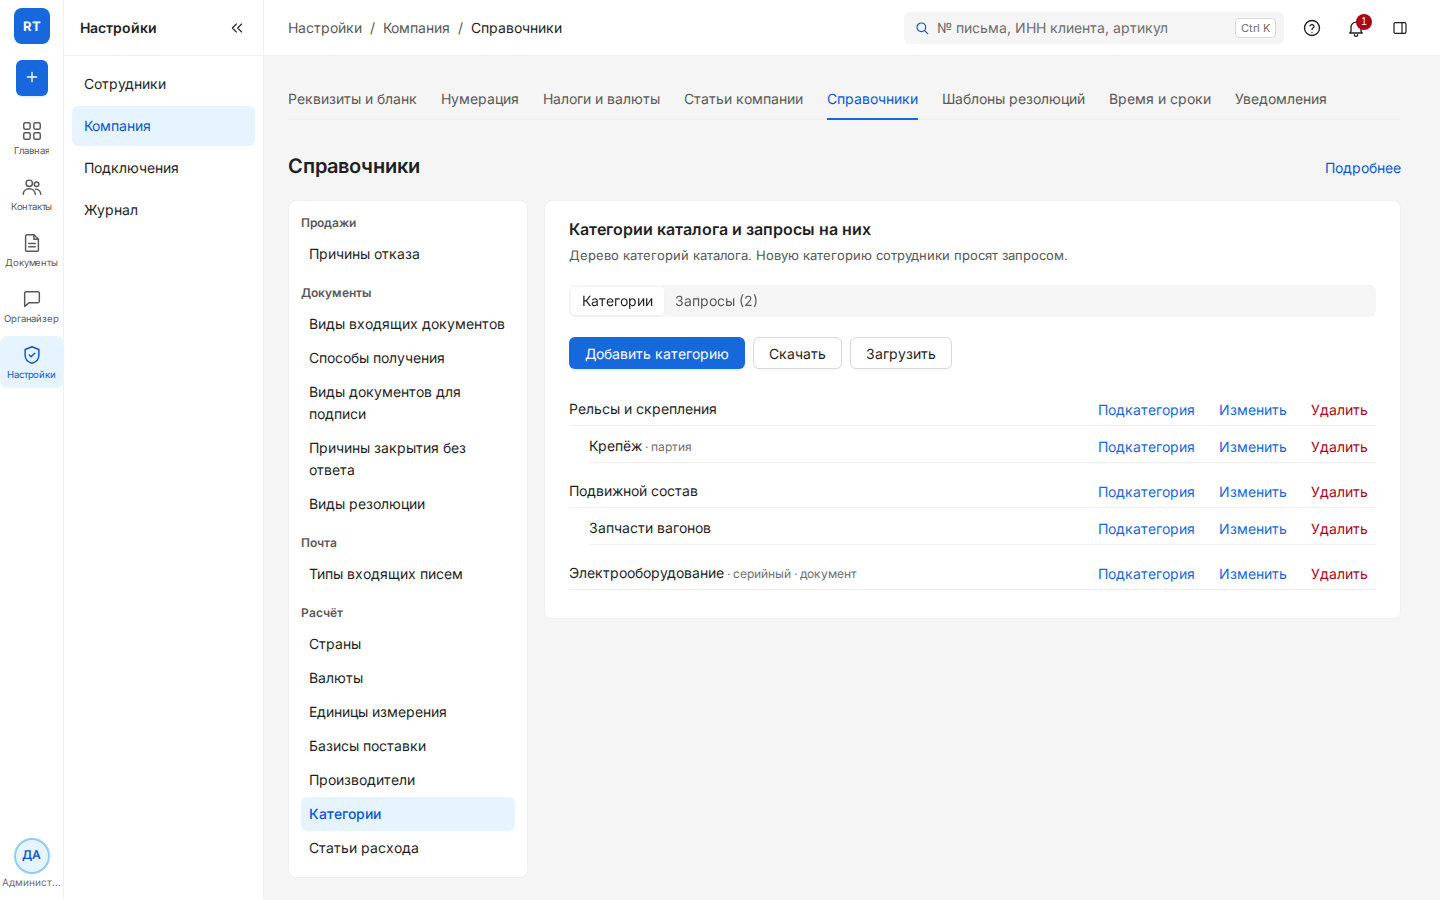 RT
Настройки
Настройки / Компания / Справочники
№ письма, ИНН клиента, артикул
Ctrl K
1
Главная
Контакты
Документы
Органайзер
Настройки
ДА
Админист...
Сотрудники
Компания
Подключения
Журнал
Реквизиты и бланк
Нумерация
Налоги и валюты
Статьи компании
Справочники
Шаблоны резолюций
Время и сроки
Уведомления
Справочники
Подробнее
Продажи
Причины отказа
Документы
Виды входящих документов
Способы получения
Виды документов для
подписи
Причины закрытия без
ответа
Виды резолюции
Почта
Типы входящих писем
Расчёт
Страны
Валюты
Единицы измерения
Базисы поставки
Производители
Категории
Статьи расхода
Категории каталога и запросы на них
Дерево категорий каталога. Новую категорию сотрудники просят запросом.
Категории
Запросы (2)
Добавить категорию
Скачать
Загрузить
Рельсы и скрепления Подкатегория Изменить Удалить
Крепёж · партия Подкатегория Изменить Удалить
Подвижной состав Подкатегория Изменить Удалить
Запчасти вагонов Подкатегория Изменить Удалить
Электрооборудование · серийный · документ Подкатегория Изменить Удалить